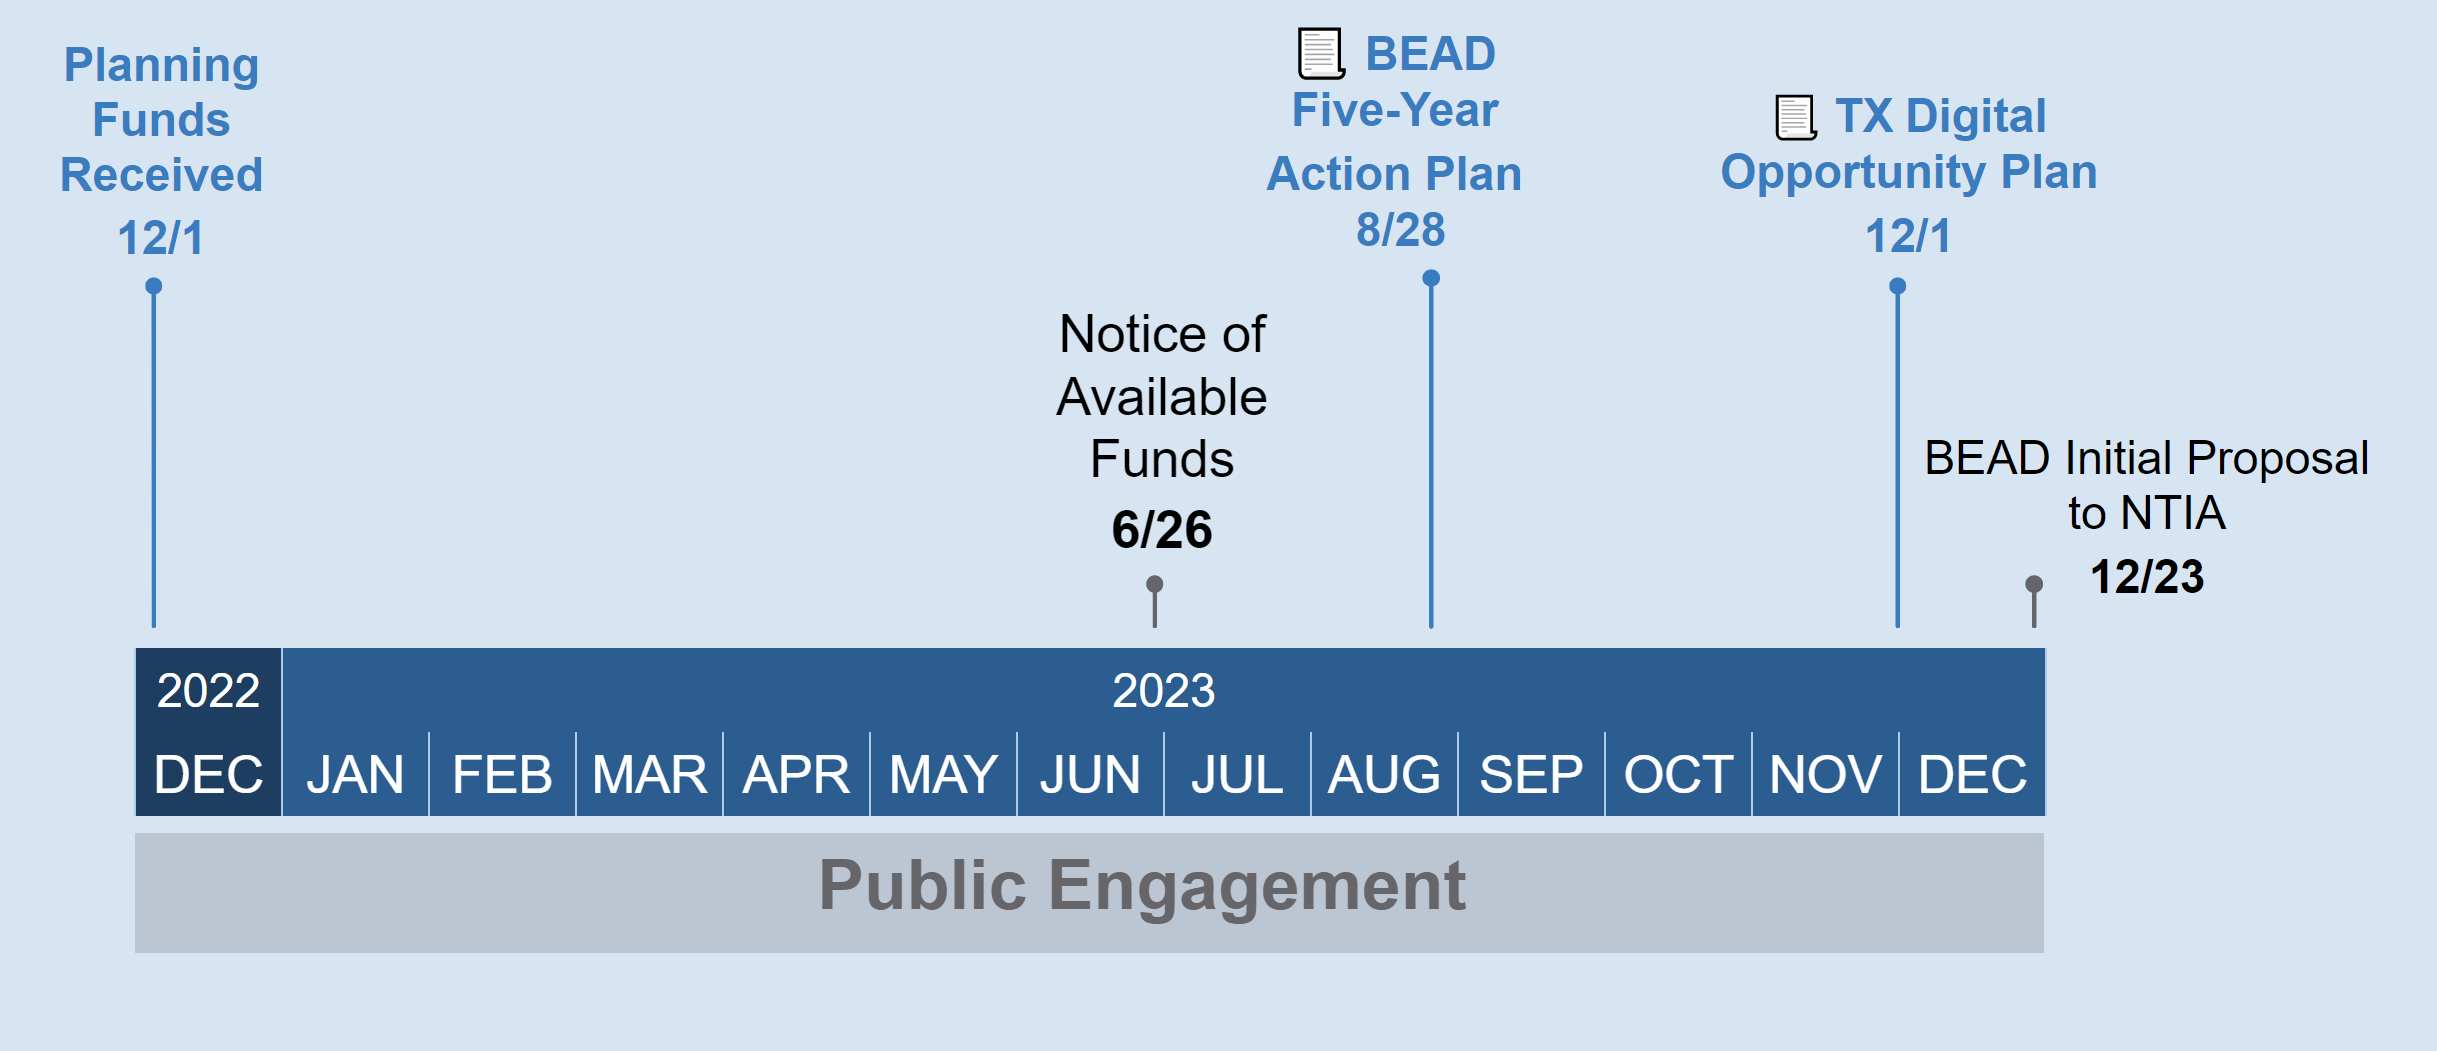 Planning
Funds
Received
12/1
BEAD
Five-Year
Action Plan
8/28
TX Digital
Opportunity Plan
12/1
Notice of
Available
Funds
6/26
BEAD Initial Proposal
to NTIA
12/23
2022
2023
DEC JAN FEB MAR APR MAY JUN JUL AUG SEP OCT NOV DEC
Public Engagement